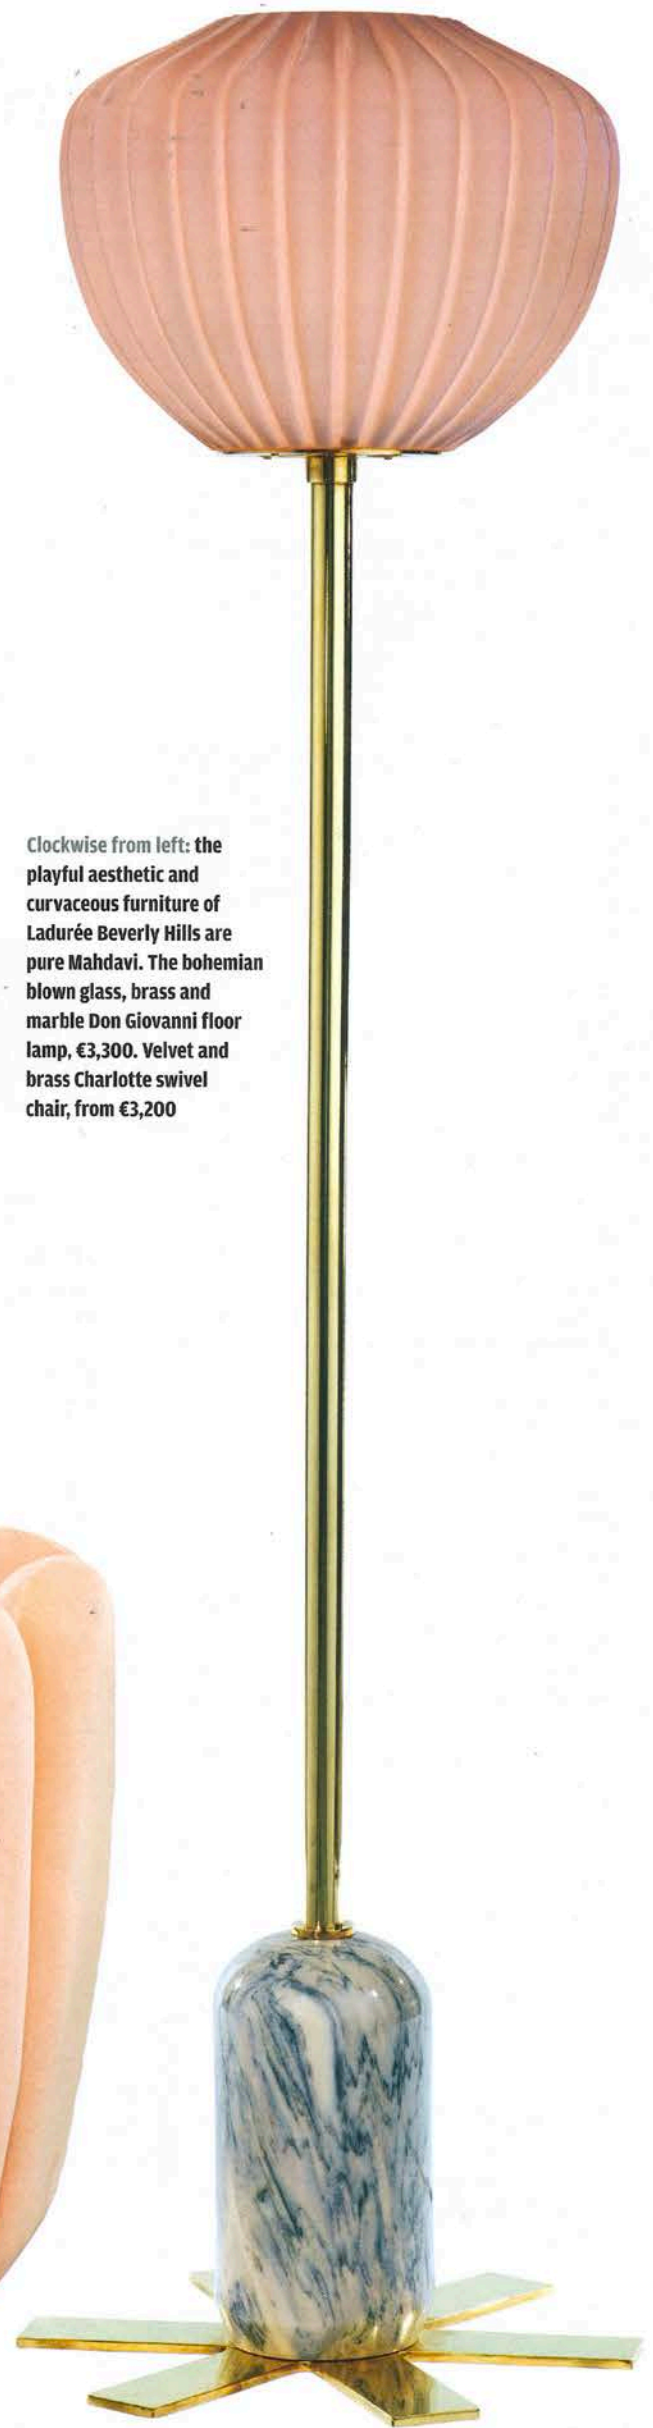 Clockwise from left: the
playful aesthetic and
curvaceous furniture of
Ladurée Beverly Hills are
pure Mahdavi. The bohemian
blown glass, brass and
marble Don Giovanni floor
lamp, €3,300. Velvet and
brass Charlotte swivel
chair, from €3,200